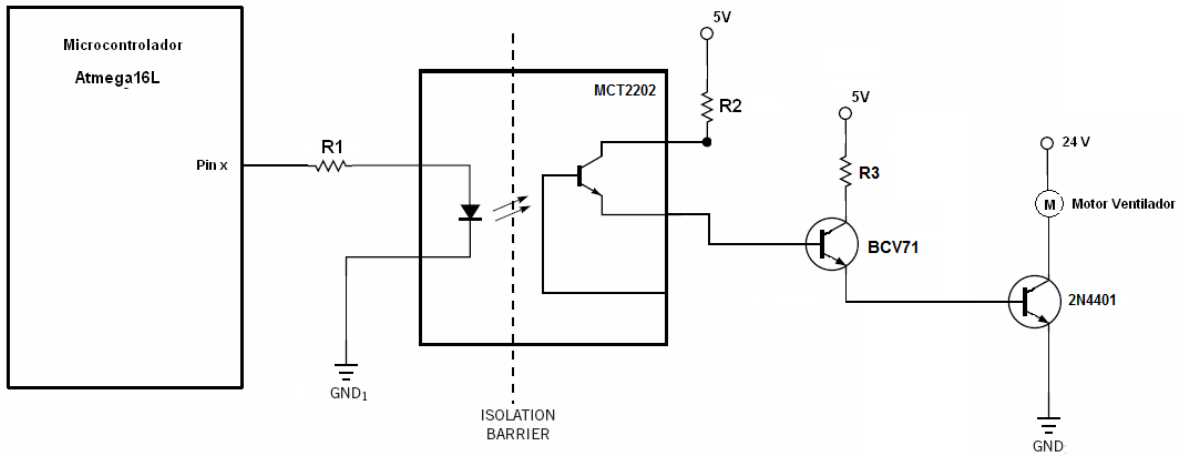 Microcontrolador
Atmega16L
Pin x
R1
GND1
MCT2202
ISOLATION
BARRIER
5V
R2
5V
R3
BCV71
24 V
M
Motor Ventilador
2N4401
GND